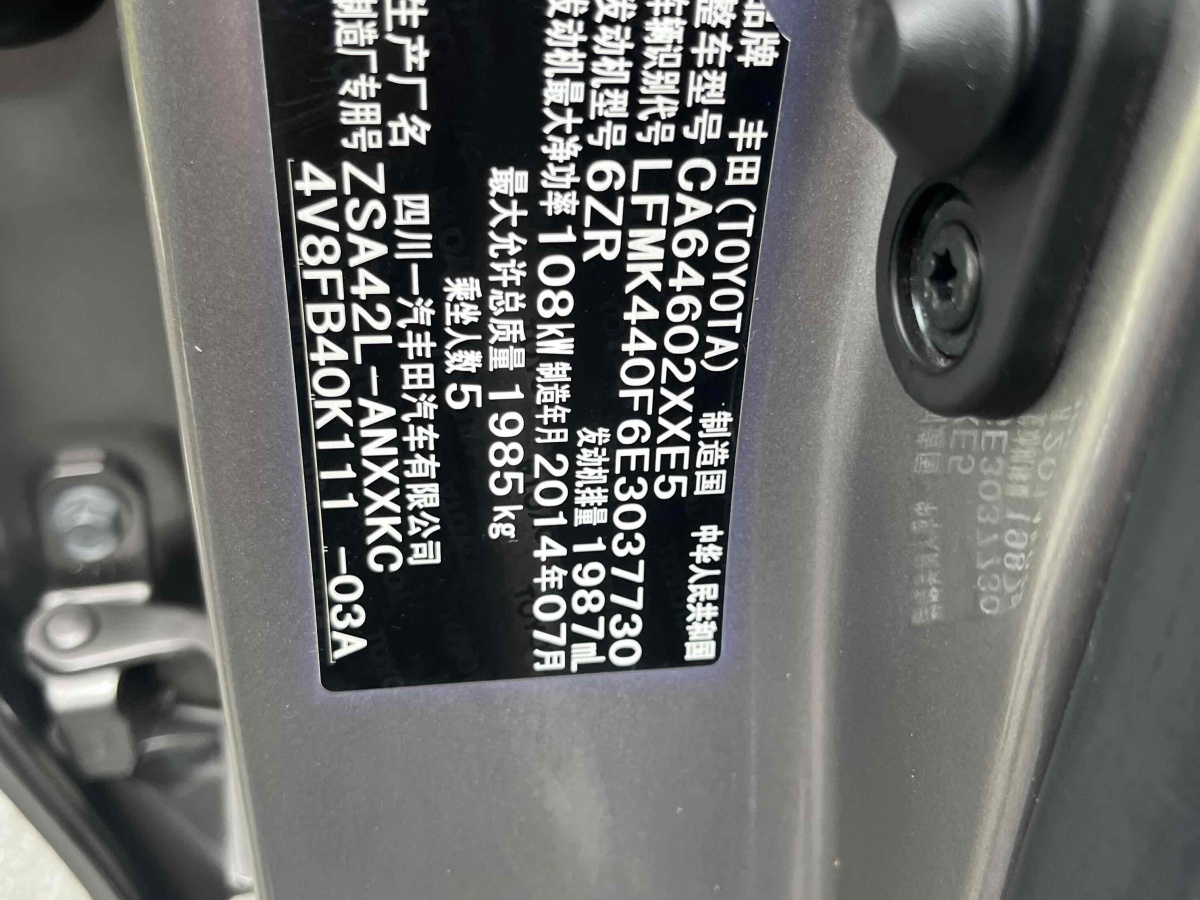 品牌 丰田(TOYOTA) 制造国 中华人民共和国
整车型号 CA64602XXE5
车辆识别代号 LFMK440F6E3037730
发动机型号 6ZR 发动机排量 1987mL
发动机最大净功率 108kW 制造年月 2014年07月
最大允许总质量 1985kg
乘坐人数 5
生产厂名 四川一汽丰田汽车有限公司
制造厂专用号 ZSA42L-ANXXKC
4V8FB40K111 -03A